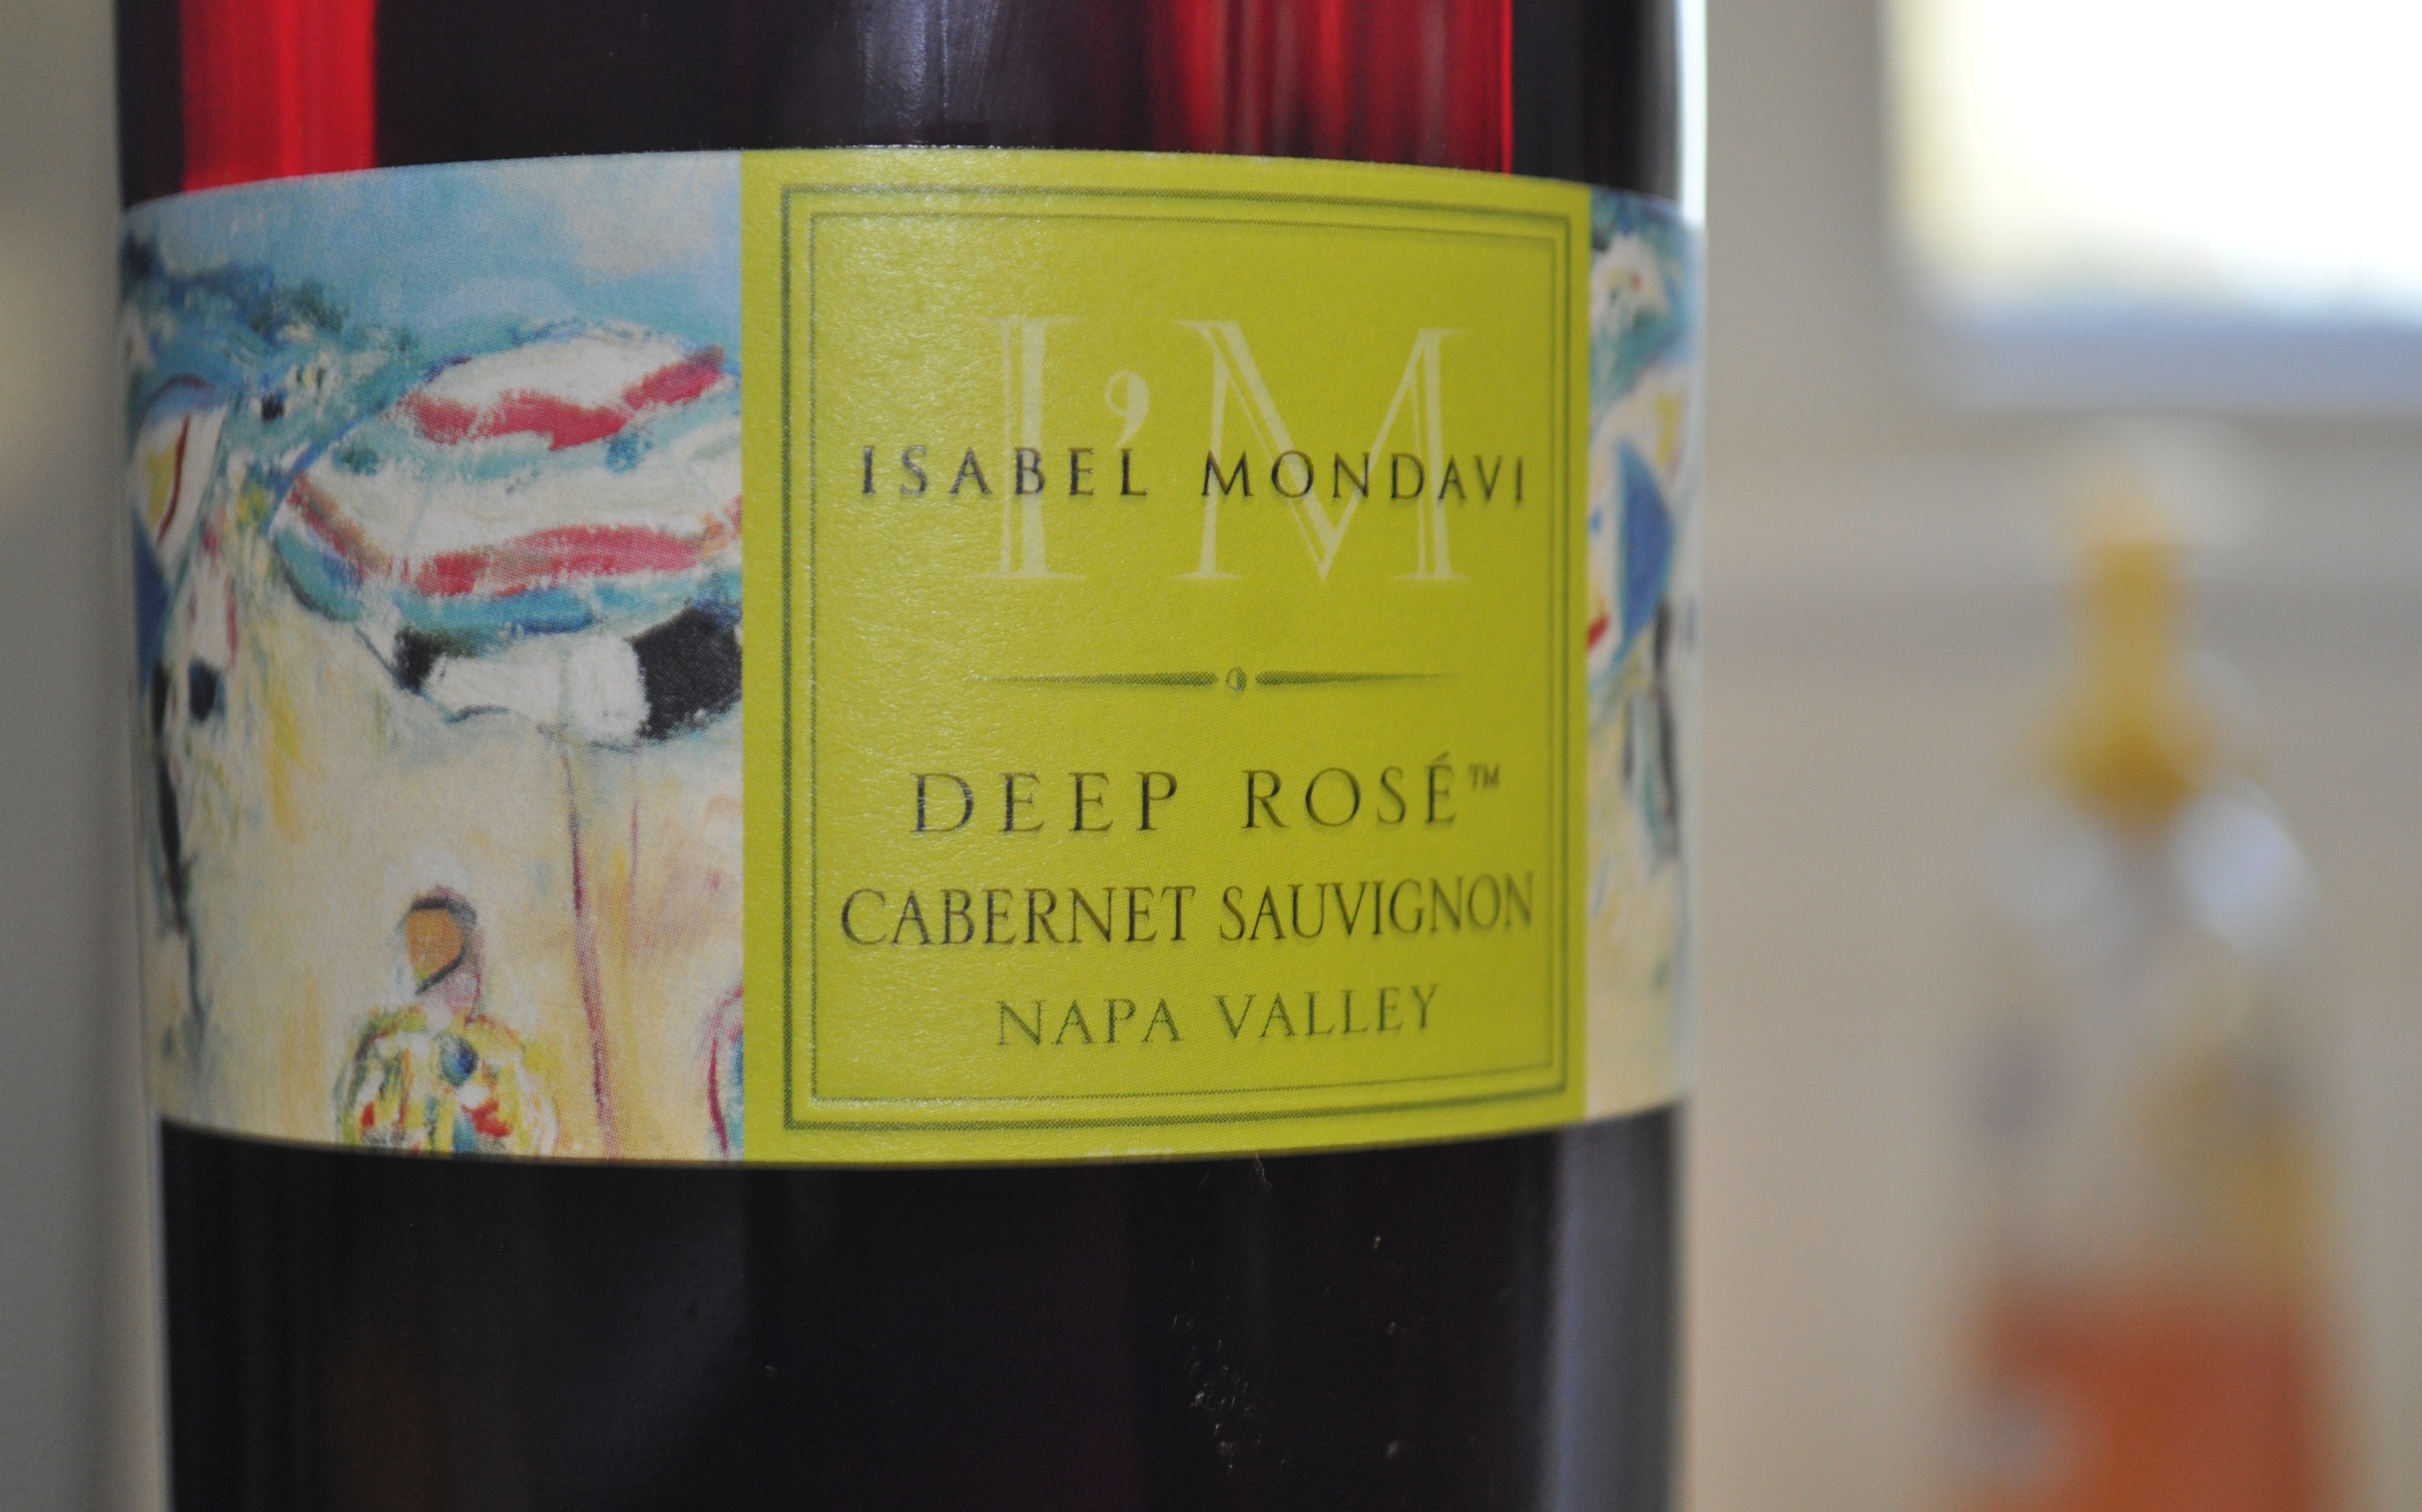 I'M
ISABEL MONDAVI
DEEP ROSÉ™
CABERNET SAUVIGNON
NAPA VALLEY